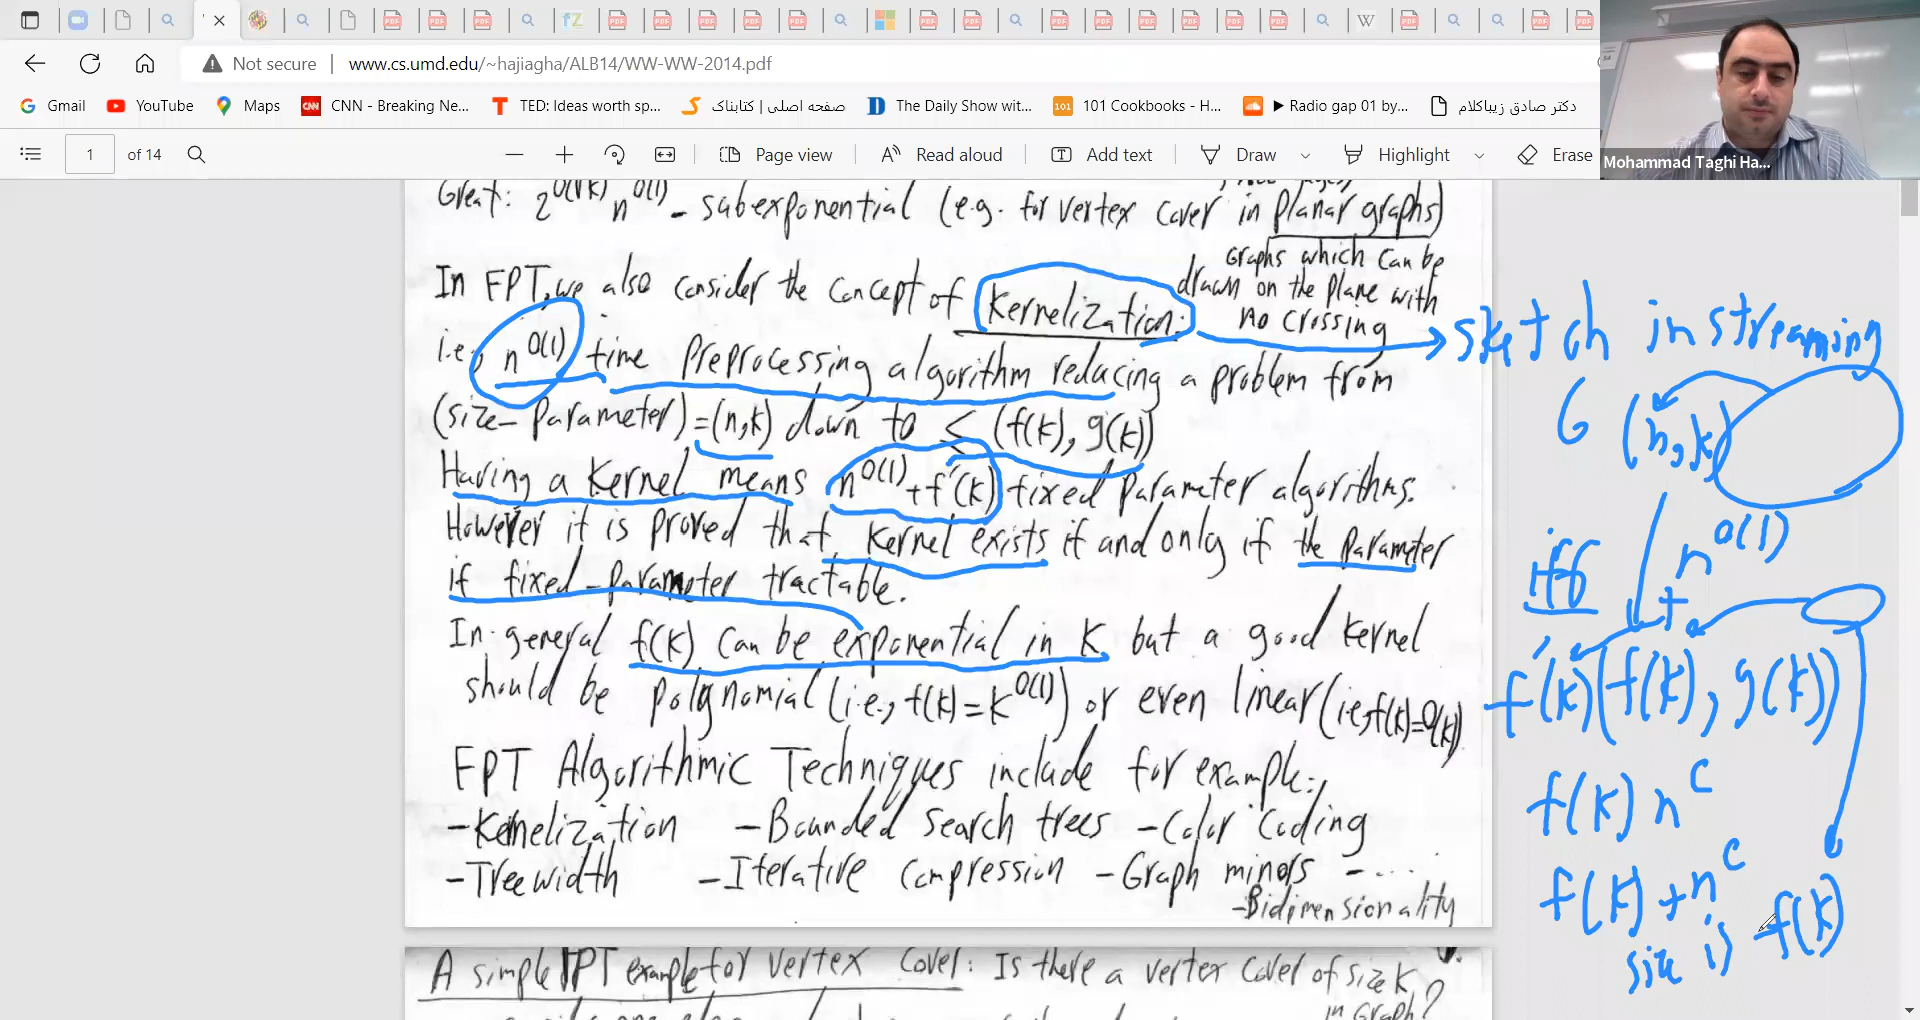 Not secure | www.cs.umd.edu/~hajiagha/ALB14/WW-WW-2014.pdf
Gmail YouTube Maps CNN - Breaking Ne... TED: Ideas worth sp... صفحه اصلی | کتابناک The Daily Show wit... 101 Cookbooks - H... ▶ Radio gap 01 by... دکتر صادق زیباکلام
1 of 14 Page view Read aloud Add text Draw Highlight Erase
Mohammad Taghi Ha...
Great: 2^O(√k) n^O(1) - subexponential (e.g. for vertex cover in planar graphs)
Graphs which can be
drawn on the plane with
no crossing
In FPT, we also consider the concept of Kernelization:
i.e, n^O(1) time preprocessing algorithm reducing a problem from
(size-parameter) = (n,k) down to ≤ (f(k), g(k))
Having a Kernel means n^O(1) + f'(k) fixed parameter algorithms.
However it is proved that kernel exists if and only if the parameter
if fixed-parameter tractable.
In general f(k) can be exponential in k but a good kernel
should be polynomial (i.e., f(k) = k^O(1)) or even linear (i.e, f(k)=O(k)).
FPT Algorithmic Techniques include for example:
- Kernelization - Bounded search trees - Color Coding
- Treewidth - Iterative compression - Graph minors - ....
- Bidimensionality
A simple FPT example for vertex cover: Is there a vertex cover of size k
in graph?
sketch in streaming
G (n,k)
iff n^O(1)
+
f'(k) (f(k), g(k))
f(k) n^c
f(k) + n^c
size is f(k)